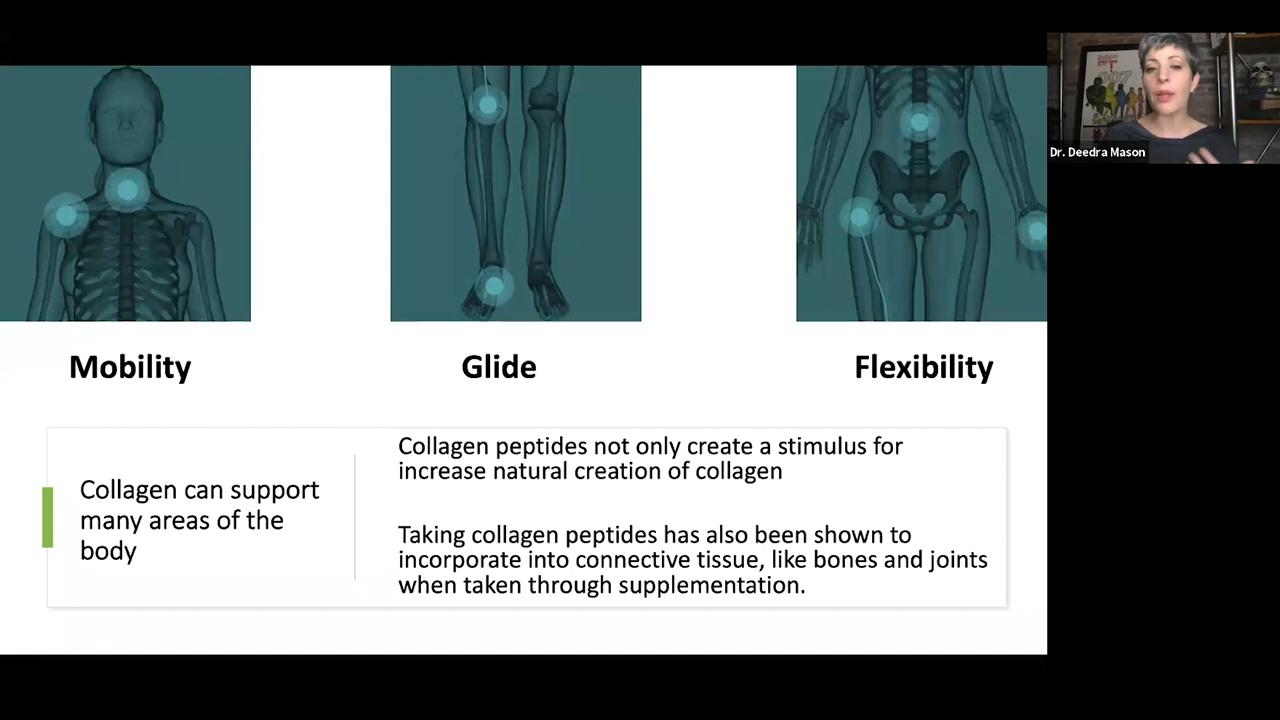 Dr. Deedra Mason
Mobility
Glide
Flexibility
Collagen can support
many areas of the
body
Collagen peptides not only create a stimulus for
increase natural creation of collagen
Taking collagen peptides has also been shown to
incorporate into connective tissue, like bones and joints
when taken through supplementation.
007